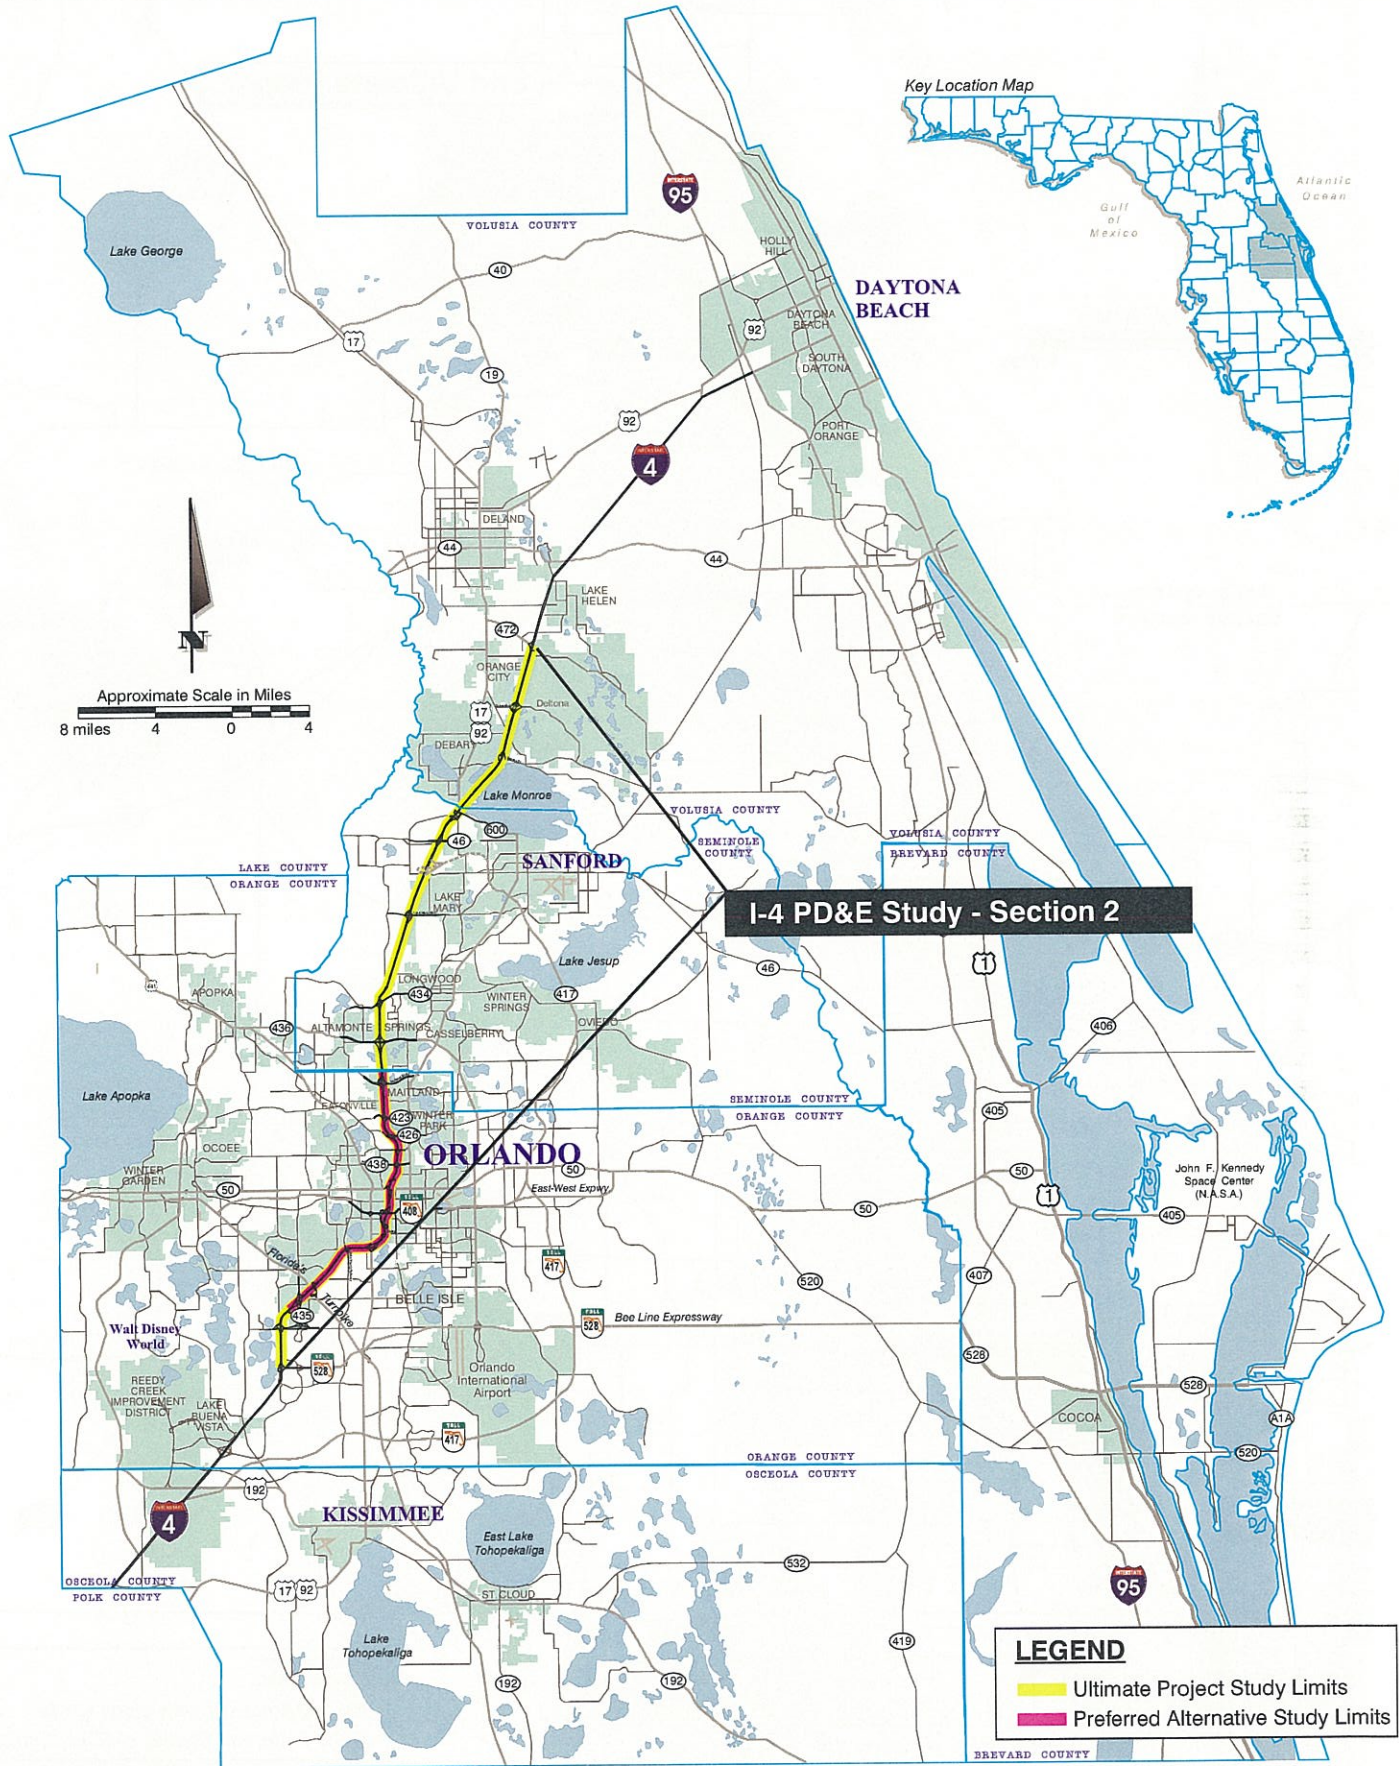 Key Location Map
Atlantic
Ocean
Gulf
of
Mexico
INTERSTATE
95
VOLUSIA COUNTY
Lake George
HOLLY
HILL
40
DAYTONA
BEACH
17
92
DAYTONA
BEACH
SOUTH
DAYTONA
19
92
PORT
ORANGE
4
DELAND
44
44
LAKE
HELEN
N
472
ORANGE
CITY
Approximate Scale in Miles
8 miles 4 0 4
Deltona
17
92
DEBARY
Lake Monroe
VOLUSIA COUNTY
SEMINOLE
COUNTY
VOLUSIA COUNTY
BREVARD COUNTY
600
46
SANFORD
LAKE COUNTY
ORANGE COUNTY
LAKE
MARY
I-4 PD&E Study - Section 2
Lake Jesup
46
1
LONGWOOD
434
WINTER
SPRINGS
417
APOPKA
441
436
ALTAMONTE SPRINGS
CASSELBERRY
OVIEDO
406
Lake Apopka
MAITLAND
EATONVILLE
423
WINTER
PARK
426
SEMINOLE COUNTY
ORANGE COUNTY
405
OCOEE
ORLANDO
438
50
WINTER
GARDEN
50
East-West Expwy
50
John F. Kennedy
Space Center
(N.A.S.A.)
1
TOLL
408
50
405
Florida's
Turnpike
TOLL
417
520
407
BELLE ISLE
435
Walt Disney
World
TOLL
528
Bee Line Expressway
528
TOLL
528
Orlando
International
Airport
REEDY
CREEK
IMPROVEMENT
DISTRICT
LAKE
BUENA
VISTA
528
COCOA
A1A
TOLL
417
520
ORANGE COUNTY
OSCEOLA COUNTY
192
4
KISSIMMEE
East Lake
Tohopekaliga
532
OSCEOLA COUNTY
POLK COUNTY
17 92
ST CLOUD
INTERSTATE
95
Lake
Tohopekaliga
419
192
192
LEGEND
Ultimate Project Study Limits
Preferred Alternative Study Limits
BREVARD COUNTY